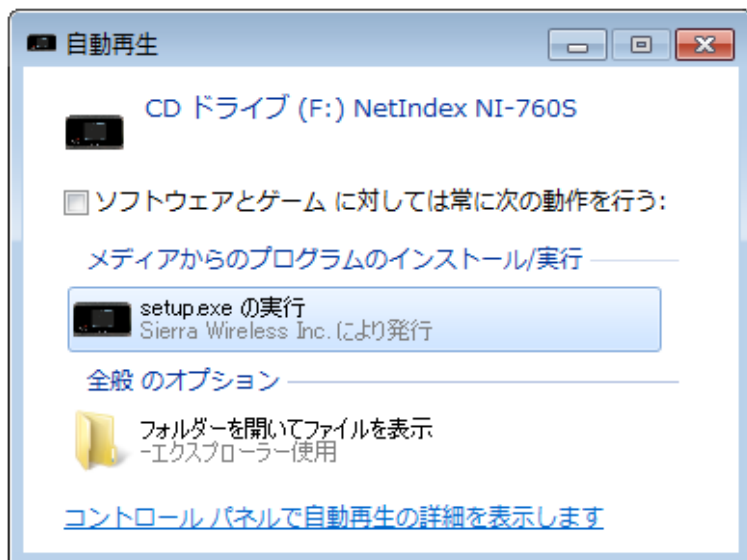 自動再生
CD ドライブ (F:) NetIndex NI-760S
ソフトウェアとゲーム に対しては常に次の動作を行う:
メディアからのプログラムのインストール/実行
setup.exe の実行
Sierra Wireless Inc. により発行
全般 のオプション
フォルダーを開いてファイルを表示
-エクスプローラー使用
コントロール パネルで自動再生の詳細を表示します